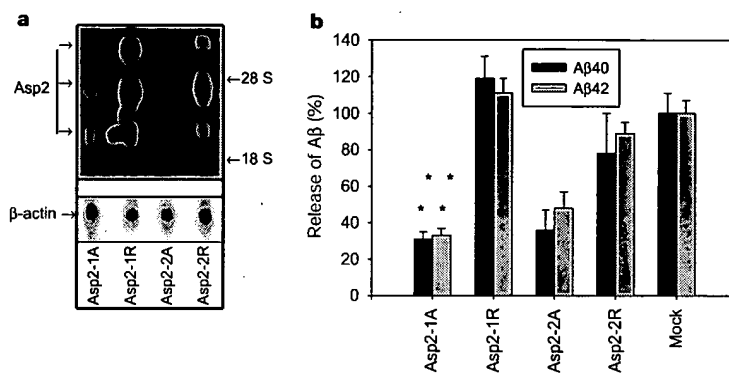 a
Asp2
28 S
18 S
β-actin
Asp2-1A
Asp2-1R
Asp2-2A
Asp2-2R
b
Release of Aβ (%)
140
120
100
80
60
40
20
0
Aβ40
Aβ42
* *
* *
Asp2-1A
Asp2-1R
Asp2-2A
Asp2-2R
Mock